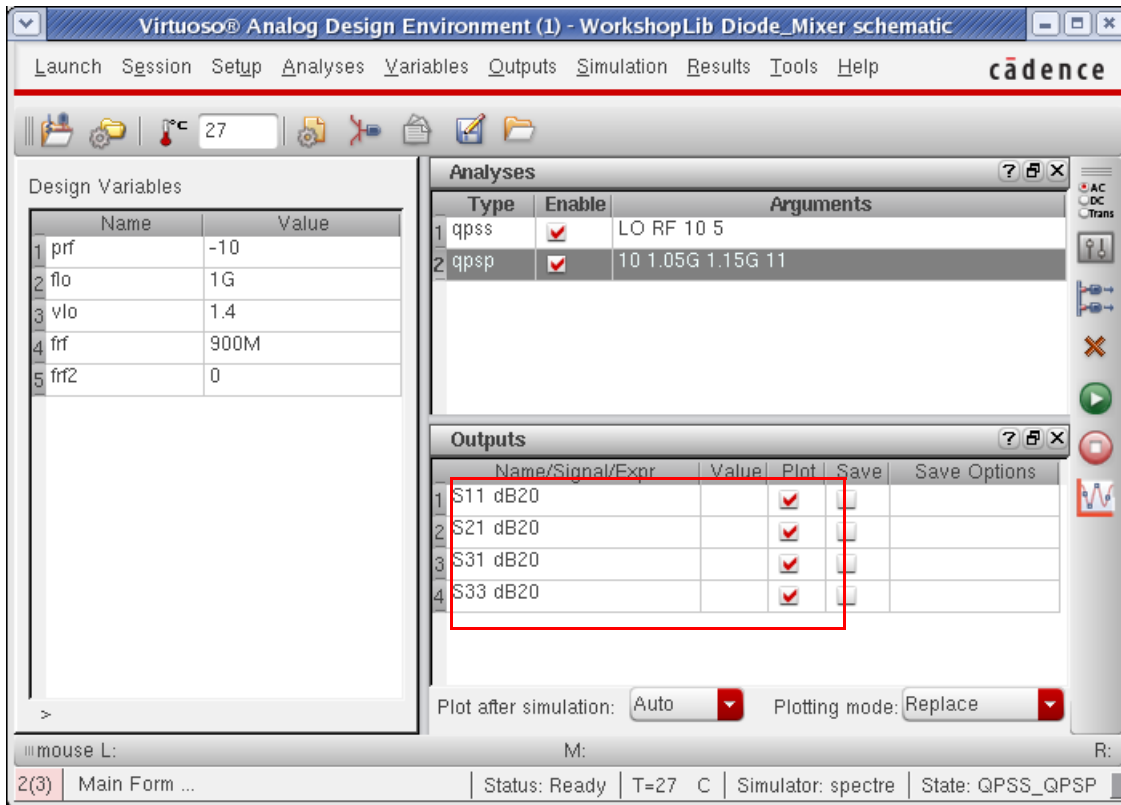 Virtuoso® Analog Design Environment (1) - WorkshopLib Diode_Mixer schematic
Launch Session Setup Analyses Variables Outputs Simulation Results Tools Help cādence
°C 27
Design Variables
Name Value
1 prf -10
2 flo 1G
3 vlo 1.4
4 frf 900M
5 frf2 0
>
Analyses
Type Enable Arguments
1 qpss LO RF 10 5
2 qpsp 10 1.05G 1.15G 11
AC
DC
Trans
Outputs
Name/Signal/Expr Value Plot Save Save Options
1 S11 dB20
2 S21 dB20
3 S31 dB20
4 S33 dB20
Plot after simulation: Auto Plotting mode: Replace
mouse L: M: R:
2(3) Main Form ... Status: Ready T=27 C Simulator: spectre State: QPSS_QPSP